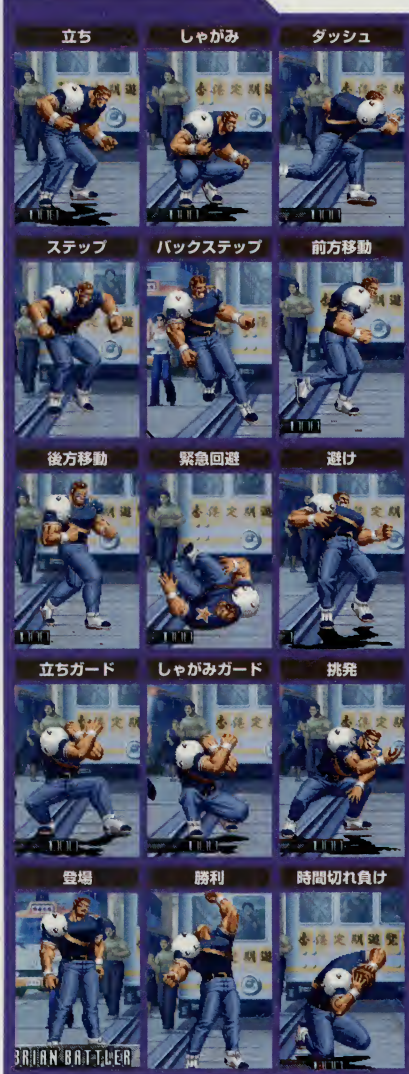 立ち しゃがみ ダッシュ
ステップ バックステップ 前方移動
後方移動 緊急回避 避け
立ちガード しゃがみガード 挑発
登場 勝利 時間切れ負け
BRIAN BATTLER